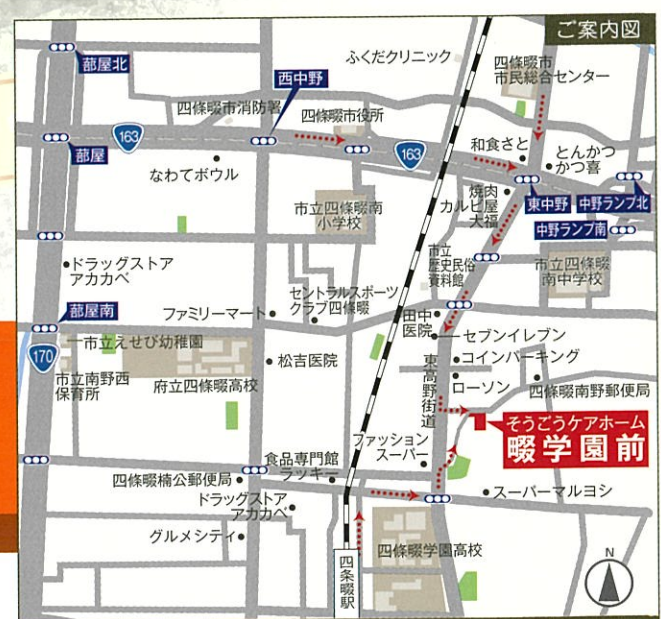 ご案内図
蔀屋北
ふくだクリニック
四條畷市
市民総合センター
西中野
四條畷市消防署
四條畷市役所
163
163
蔀屋
なわてボウル
和食さと
とんかつ
かつ喜
焼肉
カルビ屋
大福
東中野
中野ランプ北
中野ランプ南
市立四條畷南
小学校
市立
歴史民俗
資料館
市立四條畷
南中学校
ドラッグストア
アカカベ
セントラルスポーツ
クラブ四條畷
ファミリーマート
田中
医院
蔀屋南
市立えせび幼稚園
セブンイレブン
コインパーキング
170
市立南野西
保育所
府立四條畷高校
松吉医院
東高野街道
ローソン
四條畷南野郵便局
そうごうケアホーム
畷学園前
ファッション
スーパー
食品専門館
ラッキー
四條畷楠公郵便局
ドラッグストア
アカカベ
スーパーマルヨシ
グルメシティ
四条畷駅
四條畷学園高校
N